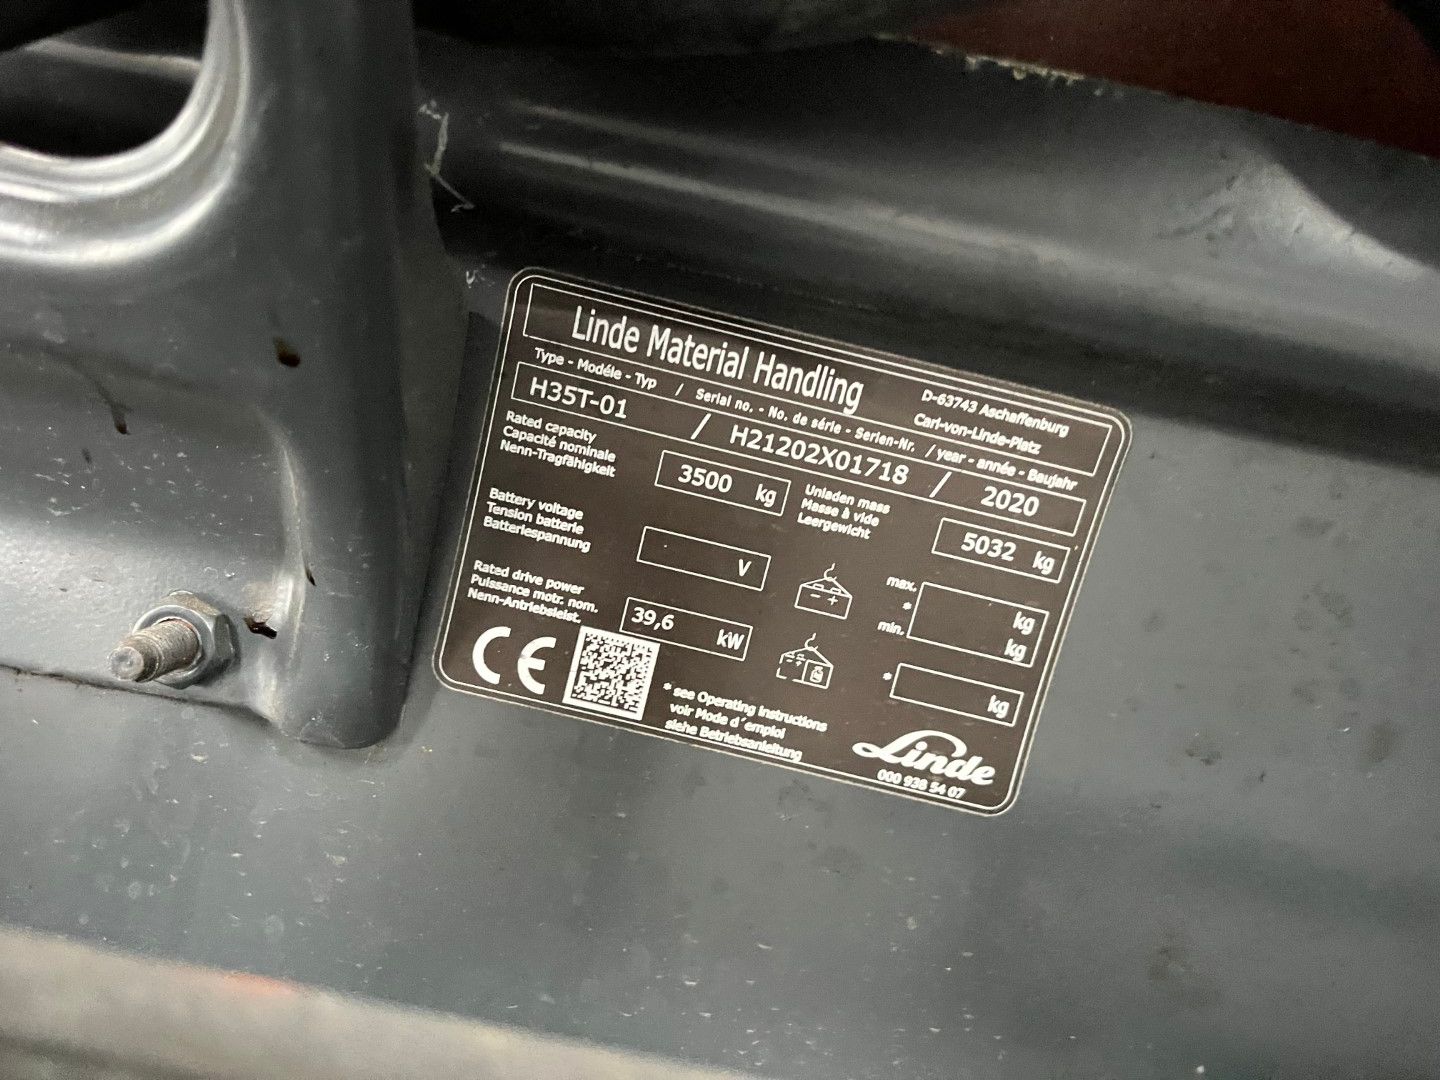 Linde Material Handling
D-63743 Aschaffenburg
Carl-von-Linde-Platz
Type - Modéle - Typ / Serial no. - No. de série - Serien-Nr. / year - année - Baujahr
H35T-01 / H21202X01718 / 2020
Rated capacity
Capacité nominale
Nenn-Tragfähigkeit
3500 kg
Unladen mass
Masse à vide
Leergewicht
5032 kg
Battery voltage
Tension batterie
Batteriespannung
V
max.
*
min.
kg
kg
Rated drive power
Puissance motr. nom.
Nenn-Antriebsleist.
39,6 kW
* kg
CE
* see Operating instructions
voir Mode d´emploi
siehe Betriebsanleitung
Linde
000 938 54 07